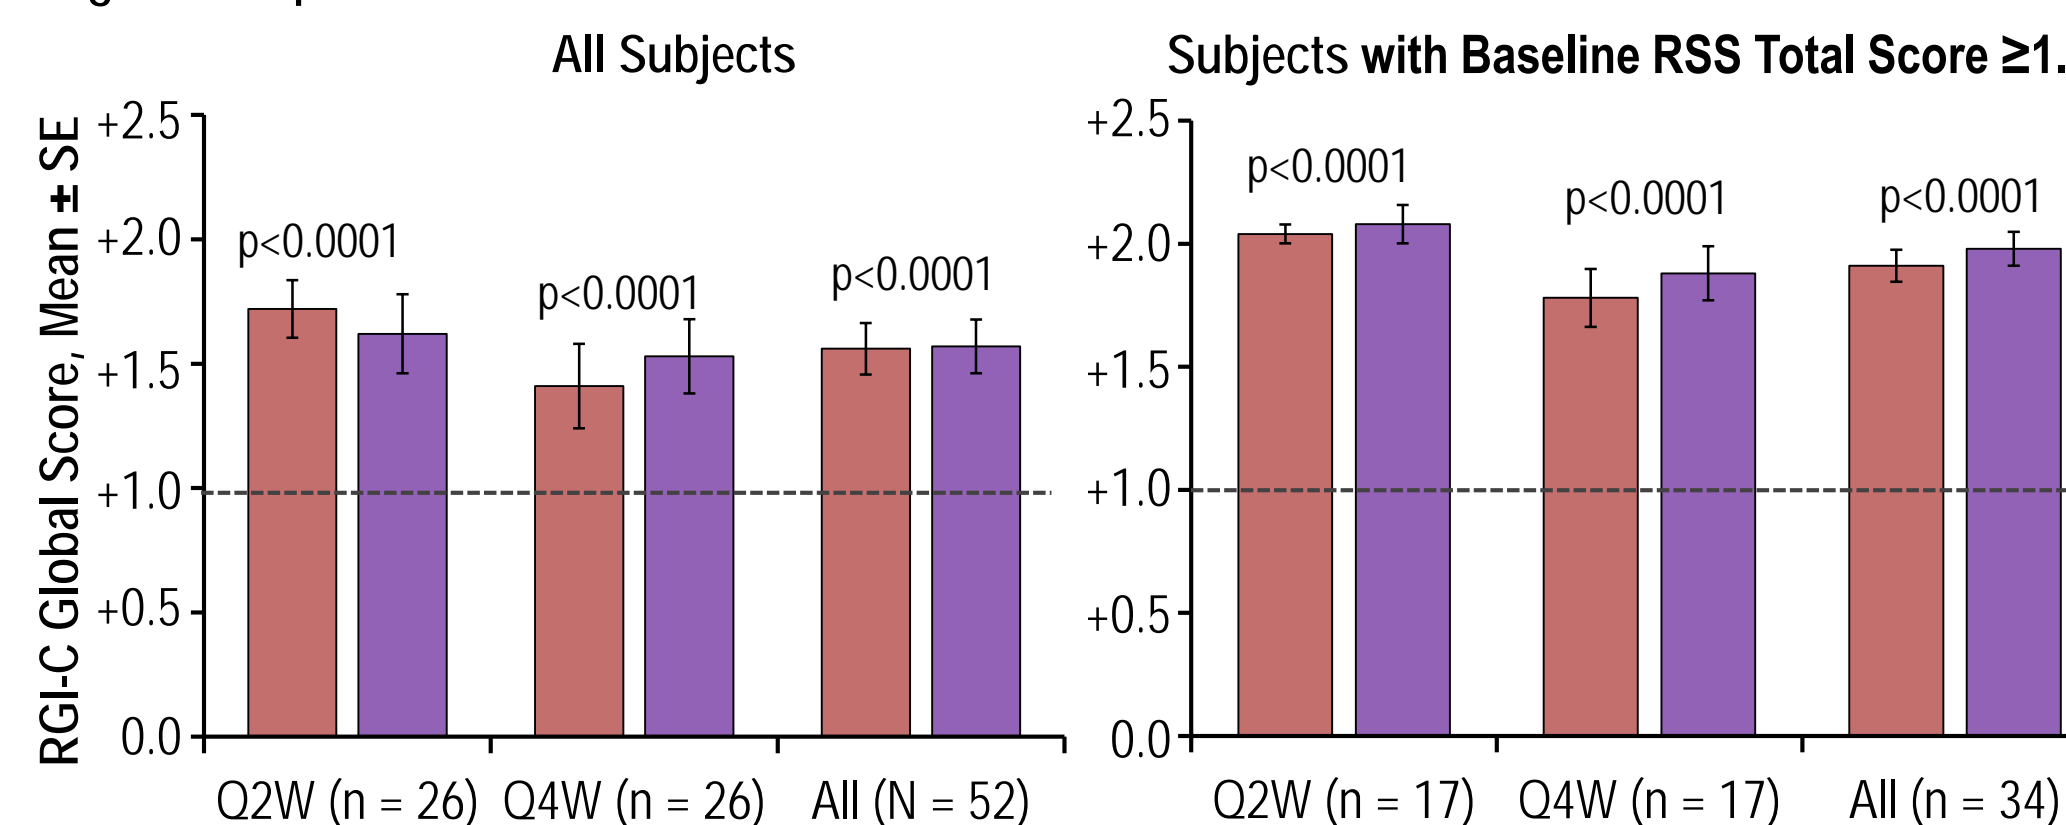 All Subjects
RGI-C Global Score, Mean ± SE
+2.5
+2.0
+1.5
+1.0
+0.5
0.0
p<0.0001
p<0.0001
p<0.0001
Q2W (n = 26) Q4W (n = 26) All (N = 52)
Subjects with Baseline RSS Total Score ≥1.
+2.5
+2.0
+1.5
+1.0
+0.5
0.0
p<0.0001
p<0.0001
p<0.0001
Q2W (n = 17) Q4W (n = 17) All (n = 34)